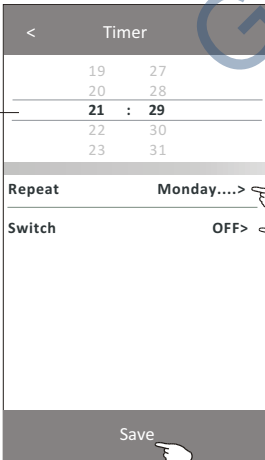 < Timer
19 27
20 28
21 : 29
22 30
23 31
Repeat Monday....>
Switch OFF>
Save